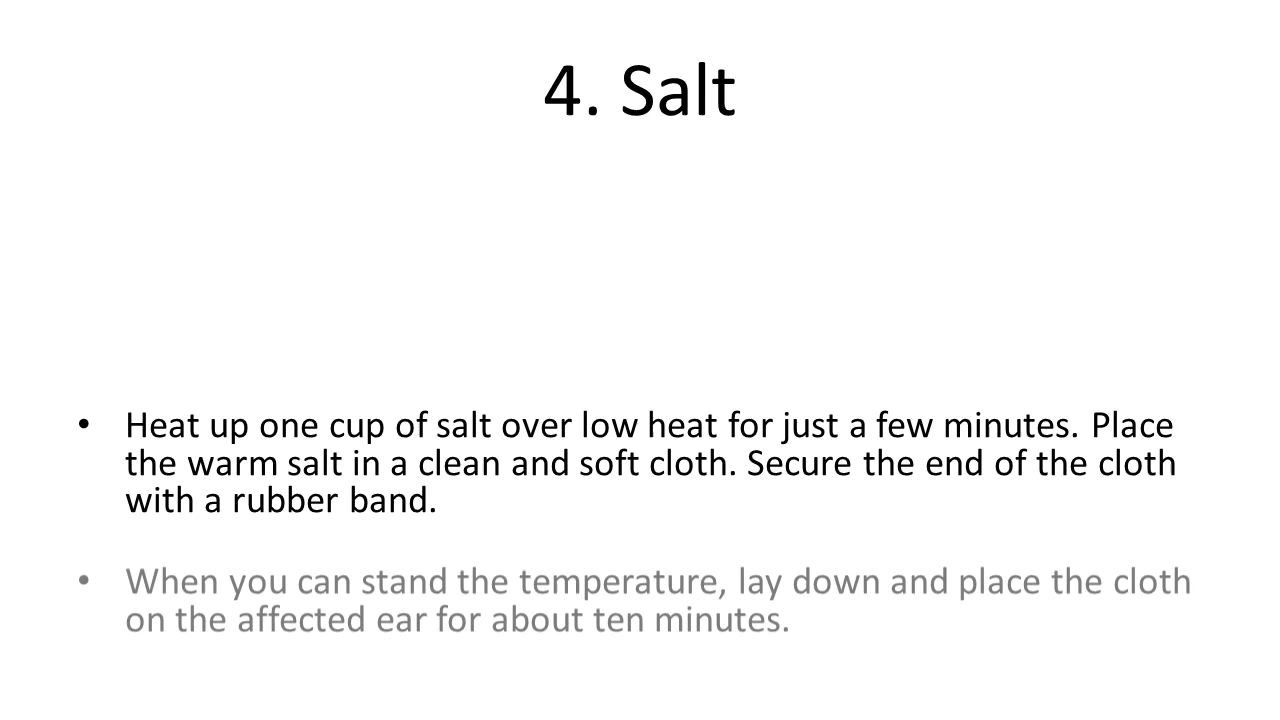 4. Salt
• Heat up one cup of salt over low heat for just a few minutes. Place
the warm salt in a clean and soft cloth. Secure the end of the cloth
with a rubber band.
• When you can stand the temperature, lay down and place the cloth
on the affected ear for about ten minutes.